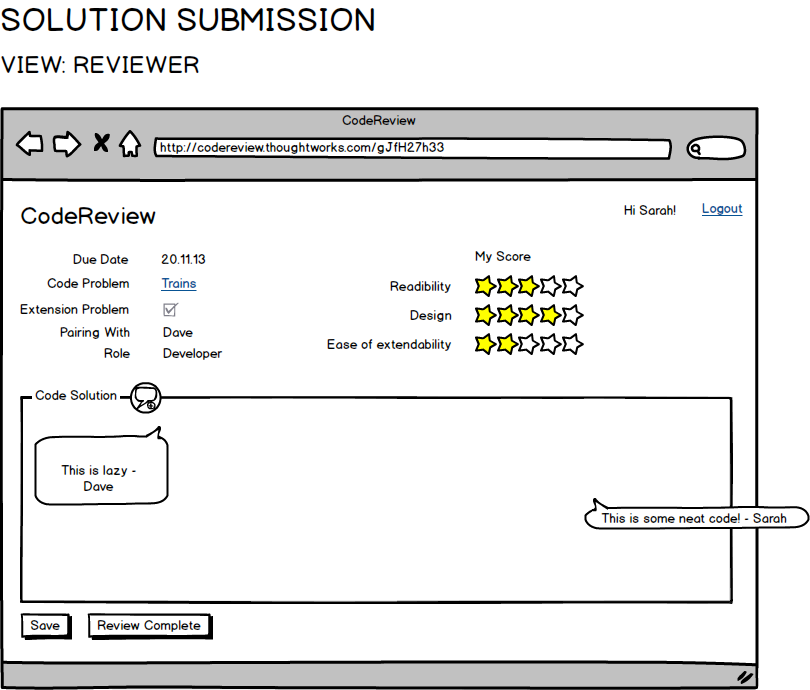 SOLUTION SUBMISSION
VIEW: REVIEWER
CodeReview
http://codereview.thoughtworks.com/gJfH27h33
CodeReview
Hi Sarah!
Logout
Due Date 20.11.13
Code Problem Trains
Extension Problem
Pairing With Dave
Role Developer
My Score
Readibility
Design
Ease of extendability
Code Solution
This is lazy -
Dave
This is some neat code! - Sarah
Save
Review Complete